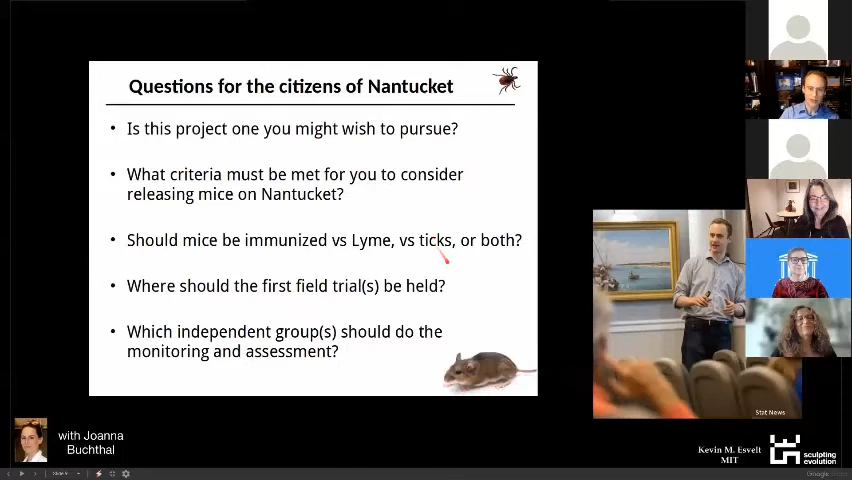 Questions for the citizens of Nantucket
• Is this project one you might wish to pursue?
• What criteria must be met for you to consider
releasing mice on Nantucket?
• Should mice be immunized vs Lyme, vs ticks, or both?
• Where should the first field trial(s) be held?
• Which independent group(s) should do the
monitoring and assessment?
Stat News
with Joanna
Buchthal
Kevin M. Esvelt
MIT
sculpting
evolution
Slide 9
Google